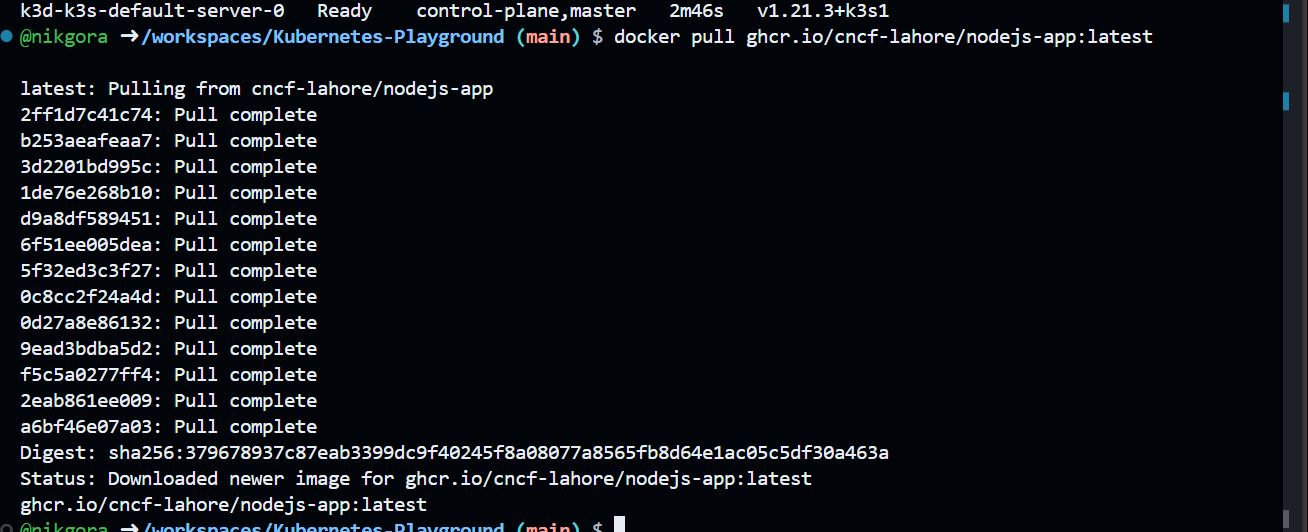 k3d-k3s-default-server-0 Ready control-plane,master 2m46s v1.21.3+k3s1
@nikgora ➜/workspaces/Kubernetes-Playground (main) $ docker pull ghcr.io/cncf-lahore/nodejs-app:latest
latest: Pulling from cncf-lahore/nodejs-app
2ff1d7c41c74: Pull complete
b253aeafeaa7: Pull complete
3d2201bd995c: Pull complete
1de76e268b10: Pull complete
d9a8df589451: Pull complete
6f51ee005dea: Pull complete
5f32ed3c3f27: Pull complete
0c8cc2f24a4d: Pull complete
0d27a8e86132: Pull complete
9ead3bdba5d2: Pull complete
f5c5a0277ff4: Pull complete
2eab861ee009: Pull complete
a6bf46e07a03: Pull complete
Digest: sha256:379678937c87eab3399dc9f40245f8a08077a8565fb8d64e1ac05c5df30a463a
Status: Downloaded newer image for ghcr.io/cncf-lahore/nodejs-app:latest
ghcr.io/cncf-lahore/nodejs-app:latest
@nikgora ➜/workspaces/Kubernetes-Playground (main) $